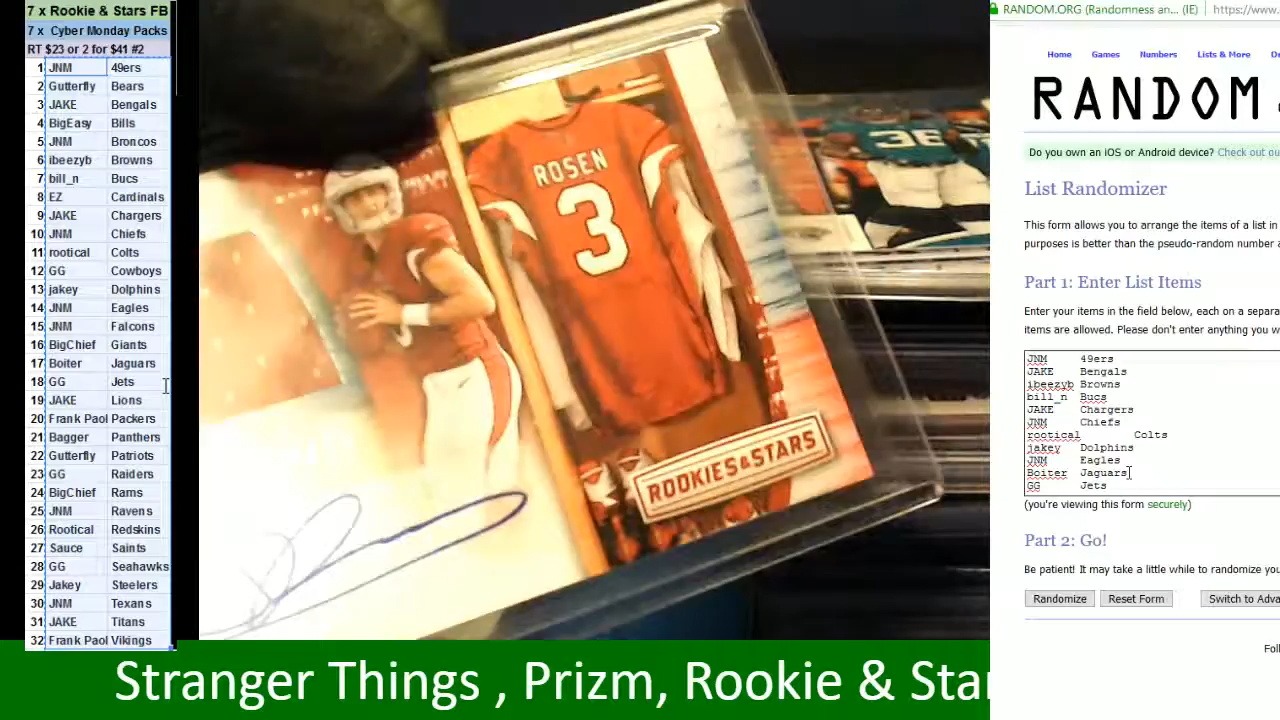 7 x Rookie & Stars FB
7 x Cyber Monday Packs
RT $23 or 2 for $41 #2
1 JNM 49ers
2 Gutterfly Bears
3 JAKE Bengals
4 BigEasy Bills
5 JNM Broncos
6 ibeezyb Browns
7 bill_n Bucs
8 EZ Cardinals
9 JAKE Chargers
10 JNM Chiefs
11 rootical Colts
12 GG Cowboys
13 jakey Dolphins
14 JNM Eagles
15 JNM Falcons
16 BigChief Giants
17 Boiter Jaguars
18 GG Jets
19 JAKE Lions
20 Frank Paol Packers
21 Bagger Panthers
22 Gutterfly Patriots
23 GG Raiders
24 BigChief Rams
25 JNM Ravens
26 Rootical Redskins
27 Sauce Saints
28 GG Seahawks
29 Jakey Steelers
30 JNM Texans
31 JAKE Titans
32 Frank Paol Vikings
ROSEN
3
ROOKIES & STARS
36
RANDOM.ORG (Randomness an... (IE) https://www.
Home Games Numbers Lists & More
RANDOM
Do you own an iOS or Android device? Check out ou
List Randomizer
This form allows you to arrange the items of a list in
purposes is better than the pseudo-random number a
Part 1: Enter List Items
Enter your items in the field below, each on a separa
items are allowed. Please don't enter anything you w
JNM 49ers
JAKE Bengals
ibeezyb Browns
bill_n Bucs
JAKE Chargers
JNM Chiefs
rootical Colts
jakey Dolphins
JNM Eagles
Boiter Jaguars
GG Jets
(you're viewing this form securely)
Part 2: Go!
Be patient! It may take a little while to randomize you
Randomize Reset Form Switch to Adva
Foll
Stranger Things , Prizm, Rookie & Star